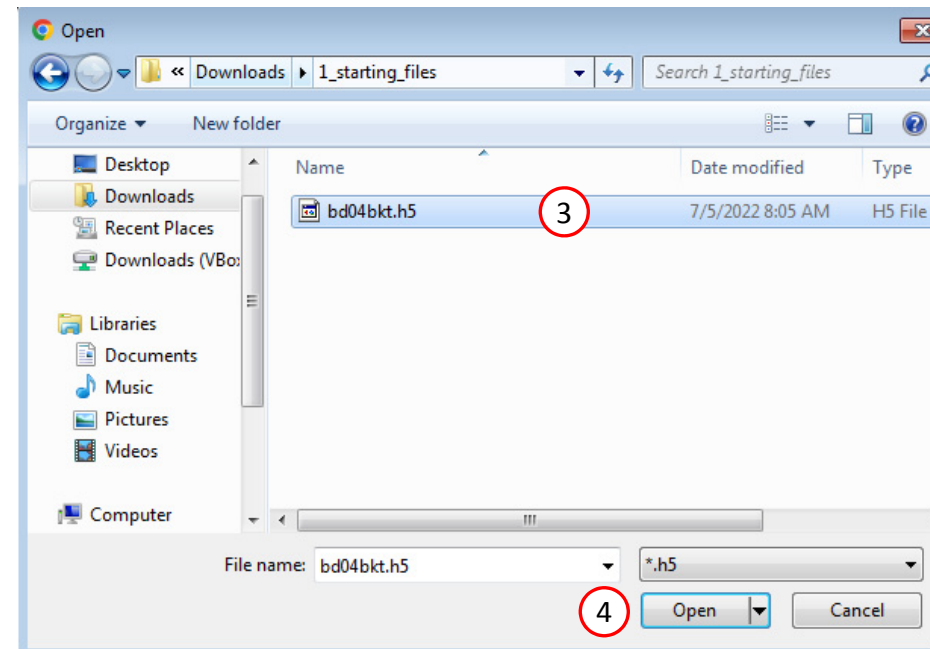 Open
« Downloads 1_starting_files Search 1_starting_files
Organize New folder
Name Date modified Type
Desktop
Downloads
Recent Places
Downloads (VBo
Libraries
Documents
Music
Pictures
Videos
Computer
bd04bkt.h5 3 7/5/2022 8:05 AM H5 File
File name: bd04bkt.h5 *.h5
4 Open Cancel